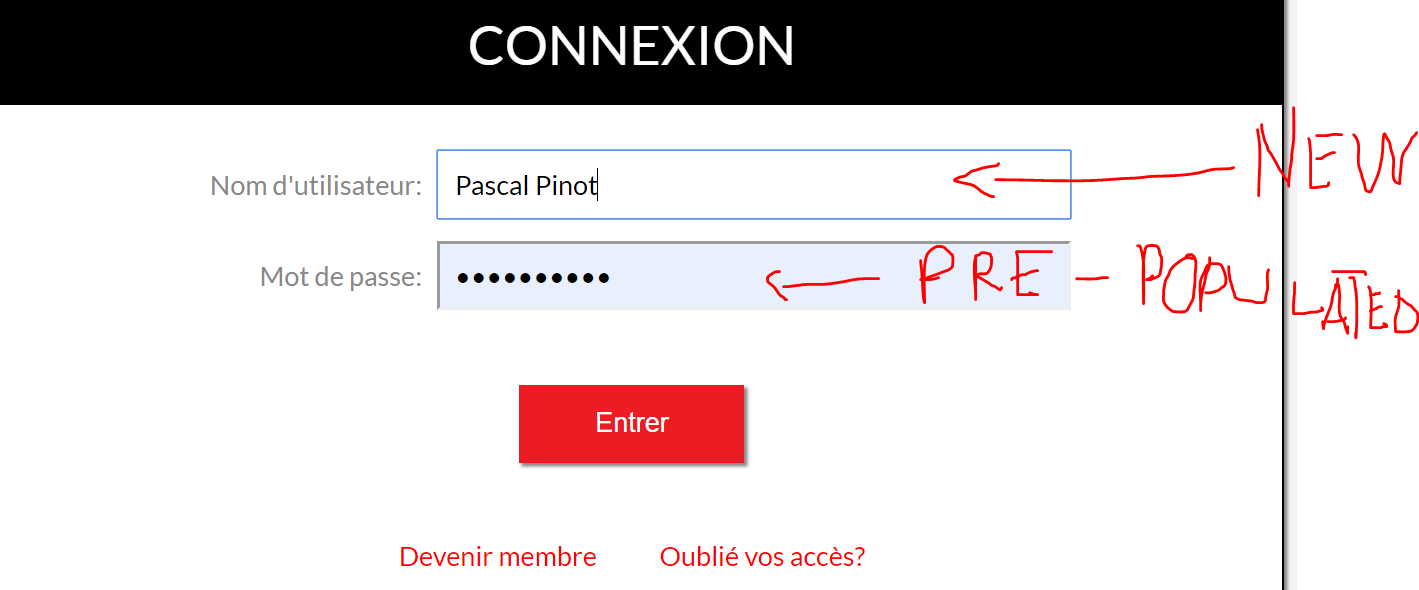 CONNEXION
Nom d'utilisateur: Pascal Pinot ← NEW
Mot de passe: •••••••••• ← PRE-POPULATED
Entrer
Devenir membre Oublié vos accès?